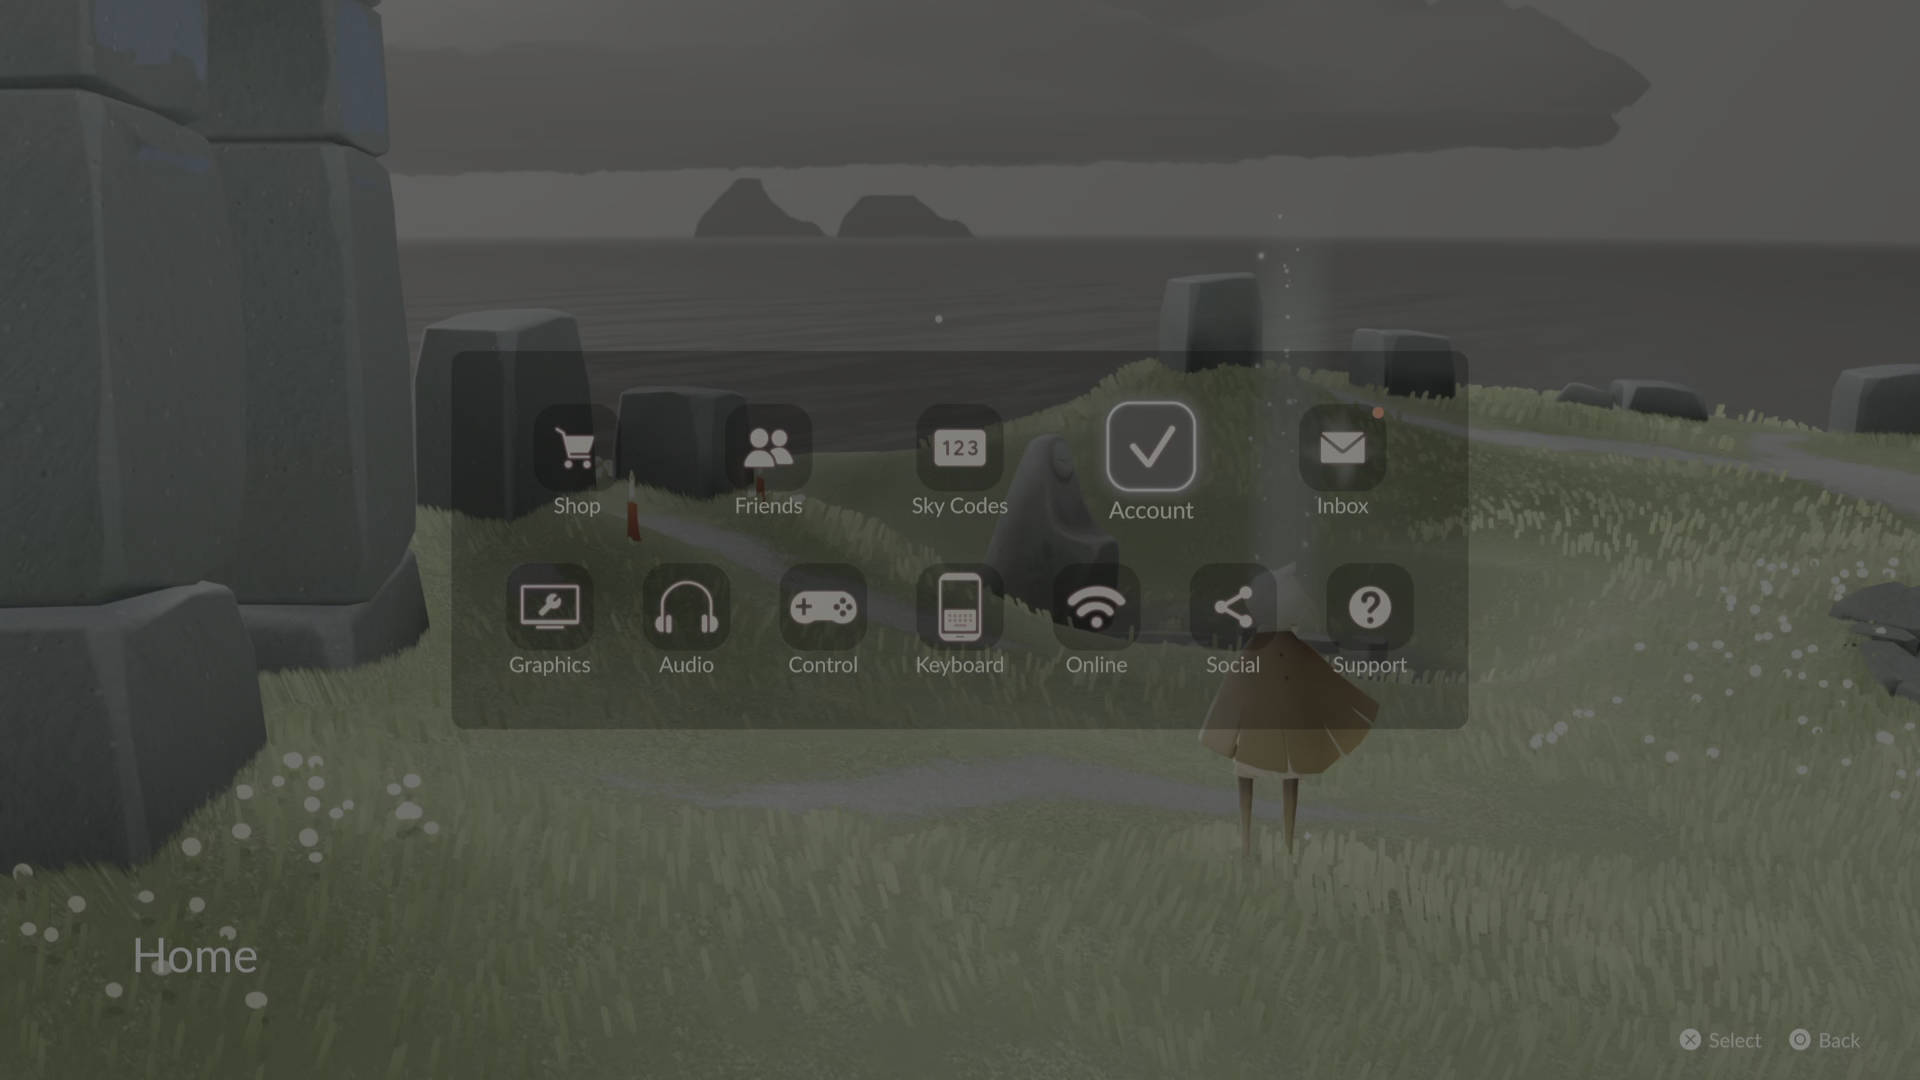 123
Shop Friends Sky Codes Account Inbox
Graphics Audio Control Keyboard Online Social Support
Home
Select Back